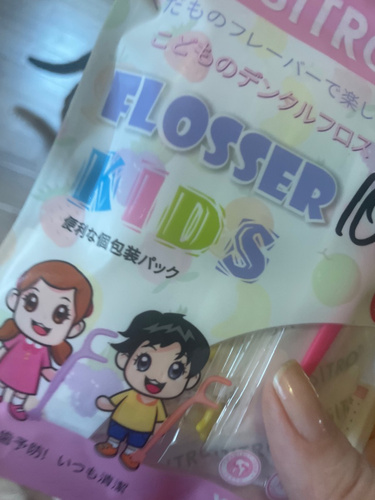 だものフレーバーで楽し
こどものデンタルフロス
FLOSSER
KIDS
便利な個包装パック
歯予防! いつも清潔